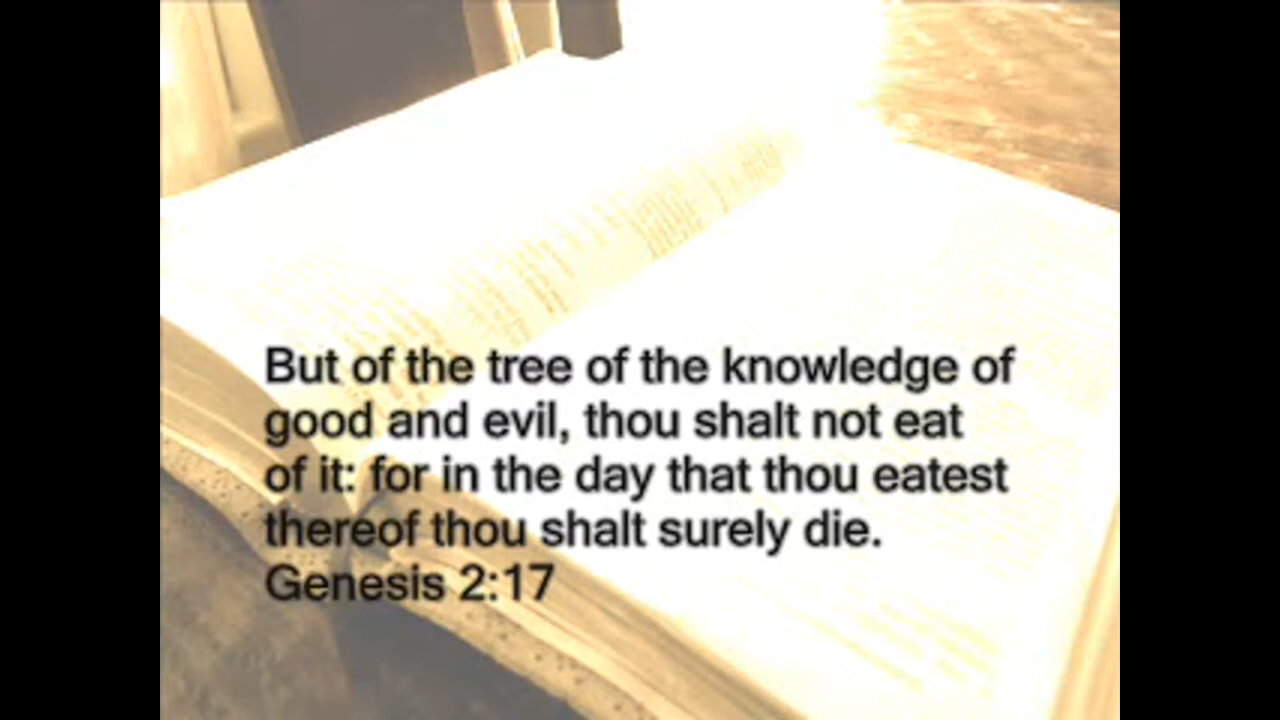 But of the tree of the knowledge of
good and evil, thou shalt not eat
of it: for in the day that thou eatest
thereof thou shalt surely die.
Genesis 2:17